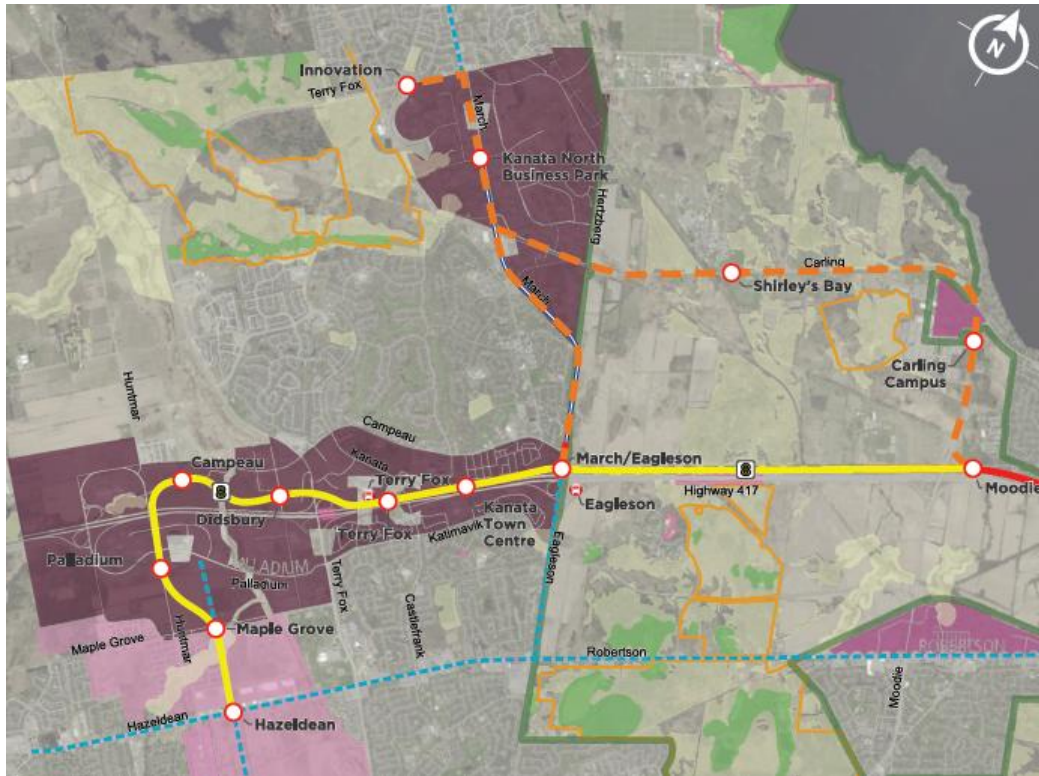 N
Innovation
Terry Fox
March
Kanata North
Business Park
Hertzberg
Carling
Shirley's Bay
March
Carling
Campus
Huntmar
Campeau
Kanata
Campeau
8
Didsbury
Terry Fox
Terry Fox
Kanata
Town
Centre
Katimavik
March/Eagleson
8
Highway 417
Eagleson
Moodie
Palladium
PALLADIUM
Palladium
Terry Fox
Castlefrank
Eagleson
Maple Grove
Huntmar
Maple Grove
Robertson
ROBERTSON
Moodie
Hazeldean
Hazeldean